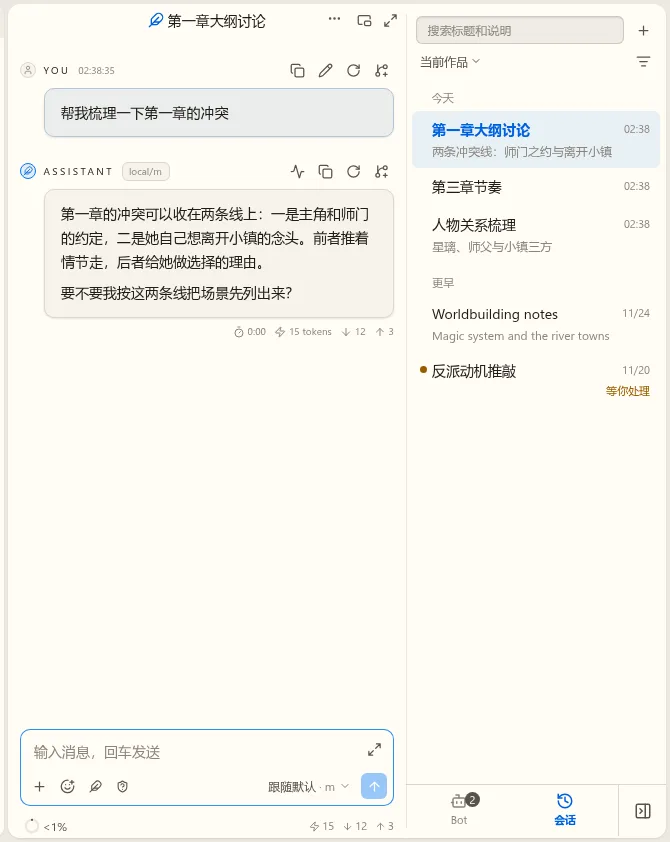 第一章大纲讨论
YOU 02:38:35
帮我梳理一下第一章的冲突
ASSISTANT local/m
第一章的冲突可以收在两条线上：一是主角和师门
的约定，二是她自己想离开小镇的念头。前者推着
情节走，后者给她做选择的理由。
要不要我按这两条线把场景先列出来？
0:00 15 tokens 12 3
输入消息，回车发送
跟随默认 · m
<1%
15 12 3
搜索标题和说明
当前作品
今天
第一章大纲讨论 02:38
两条冲突线：师门之约与离开小镇
第三章节奏 02:38
人物关系梳理 02:38
星璃、师父与小镇三方
更早
Worldbuilding notes 11/24
Magic system and the river towns
反派动机推敲 11/20
等你处理
2
Bot
会话